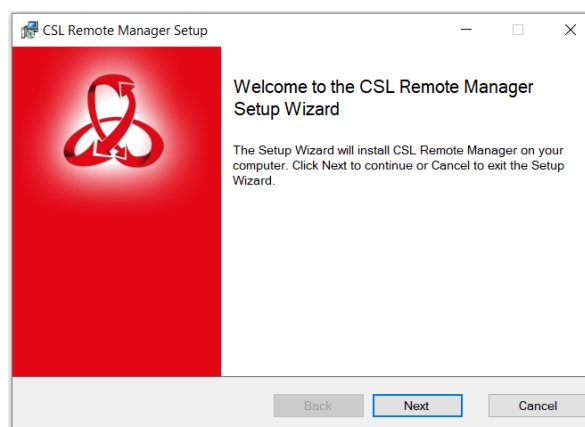 CSL Remote Manager Setup
Welcome to the CSL Remote Manager
Setup Wizard
The Setup Wizard will install CSL Remote Manager on your
computer. Click Next to continue or Cancel to exit the Setup
Wizard.
Back Next Cancel